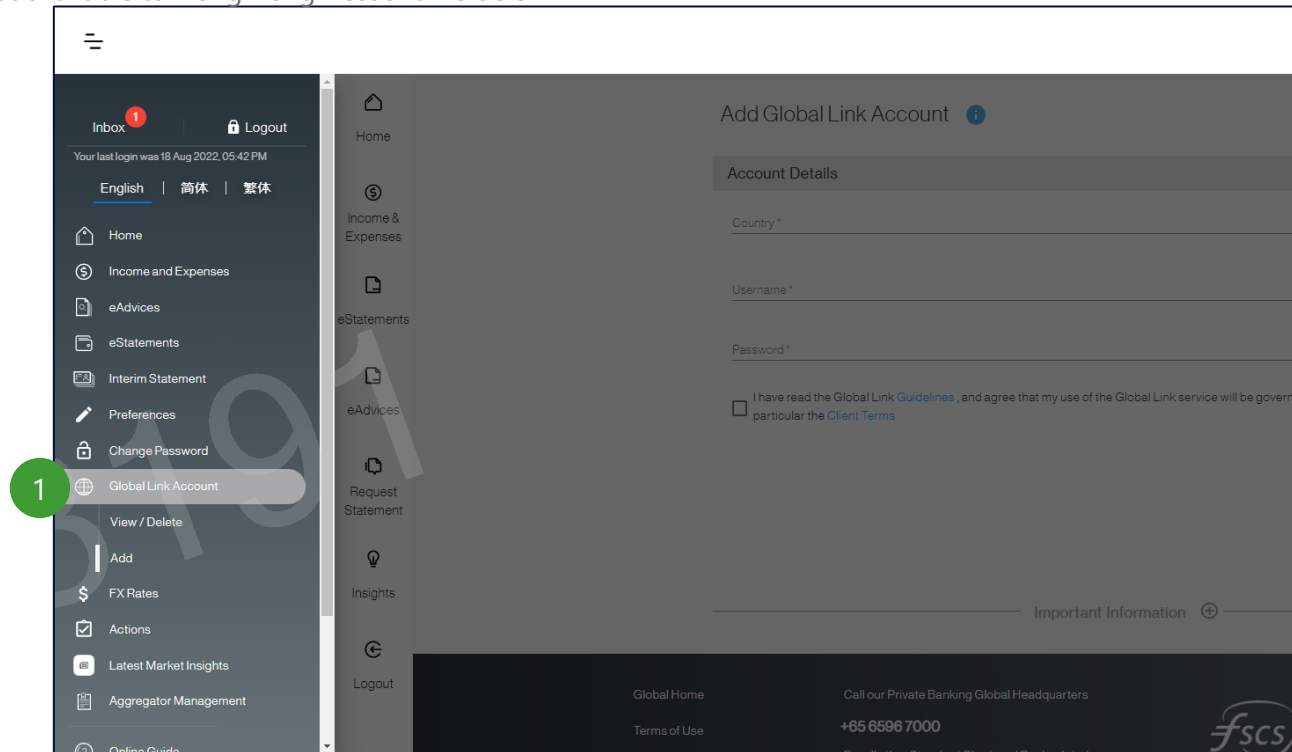 Inbox 1
Logout
Your last login was 18 Aug 2022, 05:42 PM
English | 简体 | 繁体
Home
Income and Expenses
eAdvices
eStatements
Interim Statement
Preferences
Change Password
1
Global Link Account
View / Delete
Add
FX Rates
Actions
Latest Market Insights
Aggregator Management
Online Guide
Home
Income &
Expenses
eStatements
eAdvices
Request
Statement
Insights
Logout
3191
Add Global Link Account
Account Details
Country *
Username *
Password *
I have read the Global Link Guidelines , and agree that my use of the Global Link service will be govern
particular the Client Terms
Important Information
Global Home
Terms of Use
Call our Private Banking Global Headquarters
+65 6596 7000
fscs